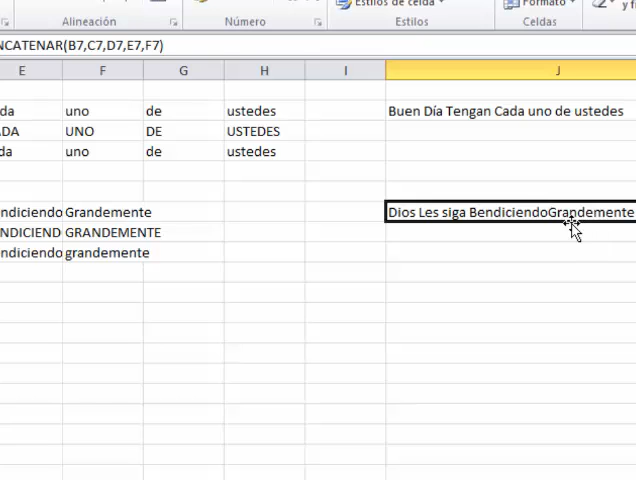 Estilos de celda
Formato
y fi
Alineación Número Estilos Celdas
NCATENAR(B7,C7,D7,E7,F7)
E F G H I J
da uno de ustedes Buen Día Tengan Cada uno de ustedes
ADA UNO DE USTEDES
da uno de ustedes
ndiciendo Grandemente Dios Les siga BendiciendoGrandemente
NDICIEND GRANDEMENTE
ndiciendo grandemente